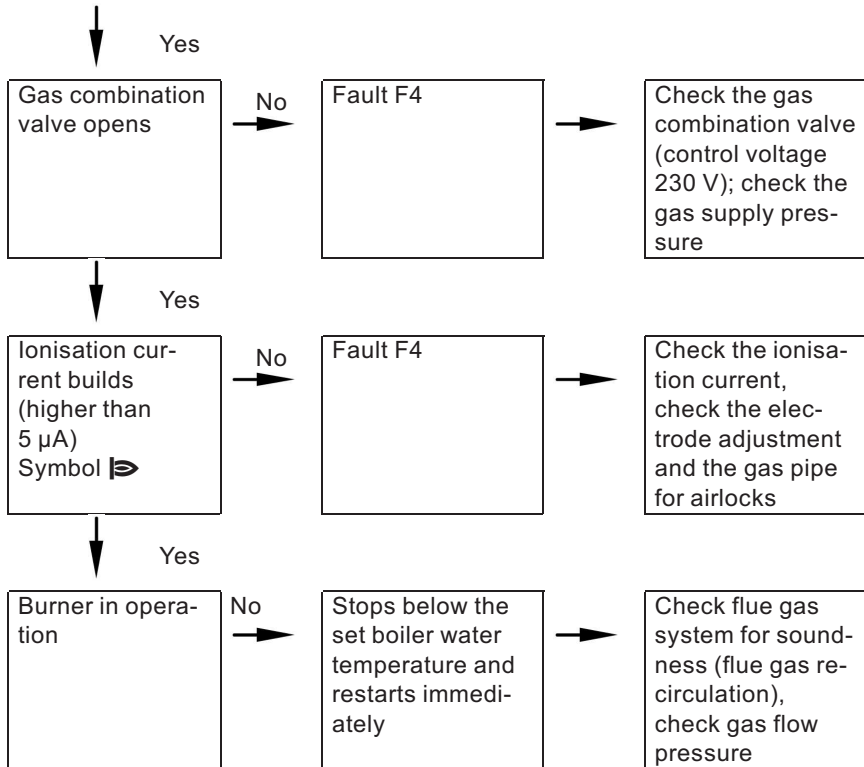 Yes
Gas combination
valve opens
No
Fault F4
Check the gas
combination valve
(control voltage
230 V); check the
gas supply pres-
sure
Yes
Ionisation cur-
rent builds
(higher than
5 µA)
Symbol
No
Fault F4
Check the ionisa-
tion current,
check the elec-
trode adjustment
and the gas pipe
for airlocks
Yes
Burner in opera-
tion
No
Stops below the
set boiler water
temperature and
restarts immedi-
ately
Check flue gas
system for sound-
ness (flue gas re-
circulation),
check gas flow
pressure